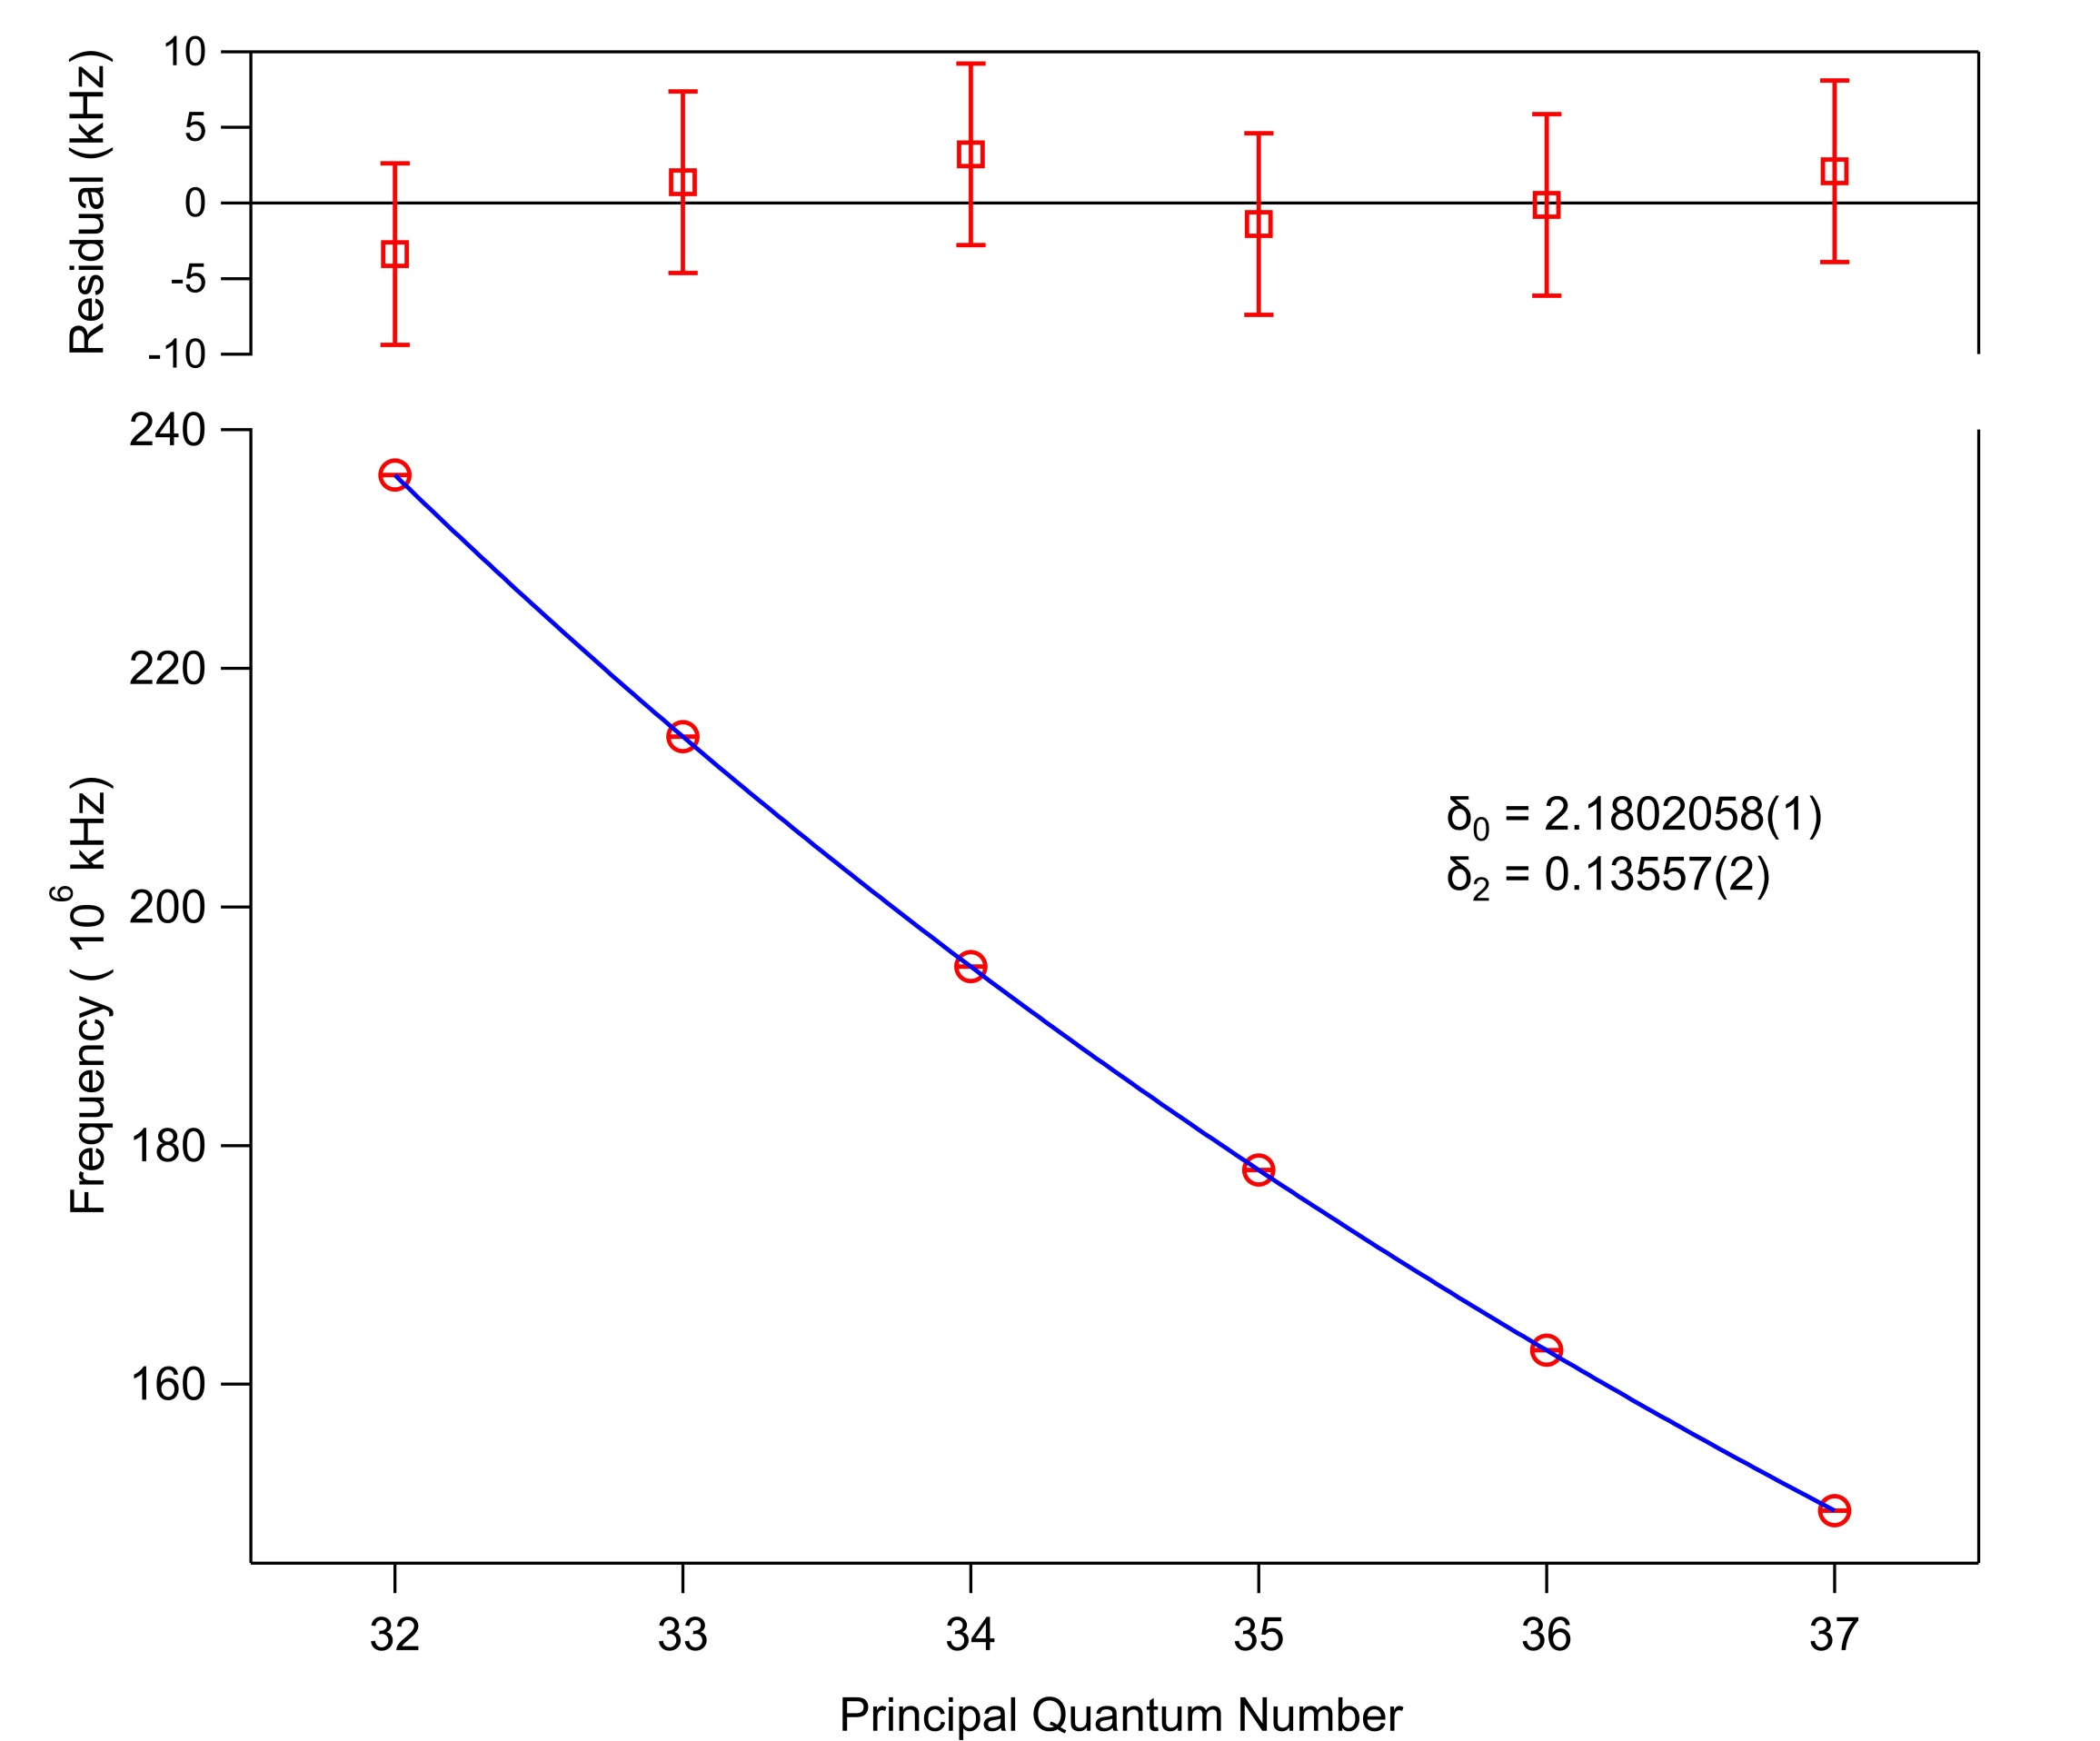 Residual (kHz)
10
5
0
-5
-10
Frequency ( 10⁶ kHz)
240
220
200
180
160
δ₀ = 2.1802058(1)
δ₂ = 0.13557(2)
32 33 34 35 36 37
Principal Quantum Number